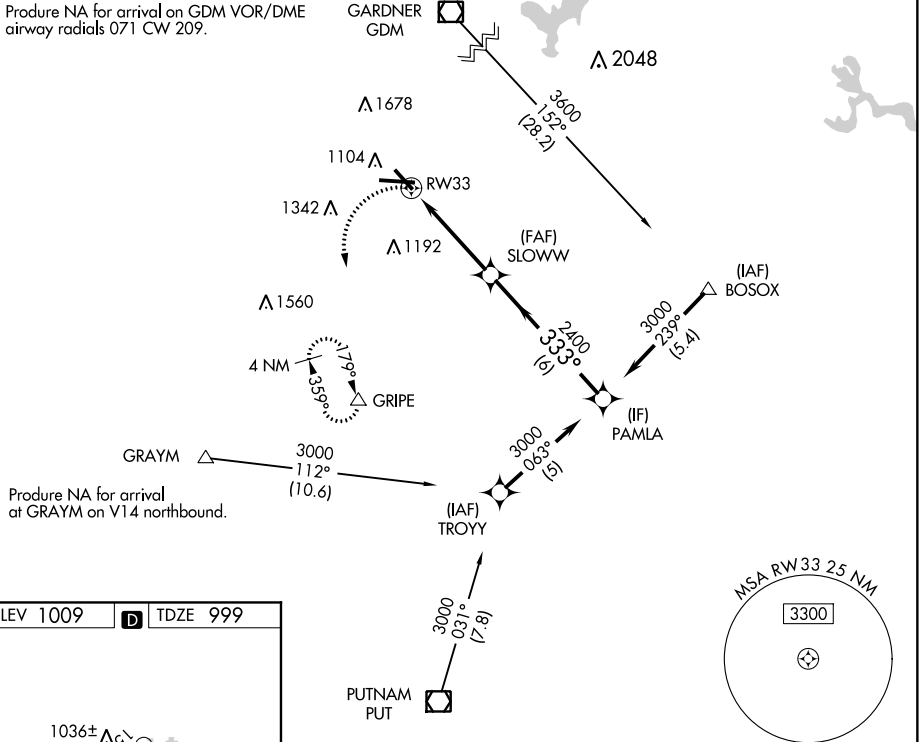 Produre NA for arrival on GDM VOR/DME
airway radials 071 CW 209.
GARDNER
GDM
2048
3600
152°
(28.2)
1678
1104
RW33
1342
1192
(FAF)
SLOWW
(IAF)
BOSOX
1560
3000
239°
(5.4)
2400
333°
(6)
4 NM
179°
359°
GRIPE
(IF)
PAMLA
GRAYM
3000
112°
(10.6)
3000
063°
(5)
Produre NA for arrival
at GRAYM on V14 northbound.
(IAF)
TROYY
MSA RW33 25 NM
3300
LEV 1009 D TDZE 999
3000
031°
(7.8)
PUTNAM
PUT
1036±